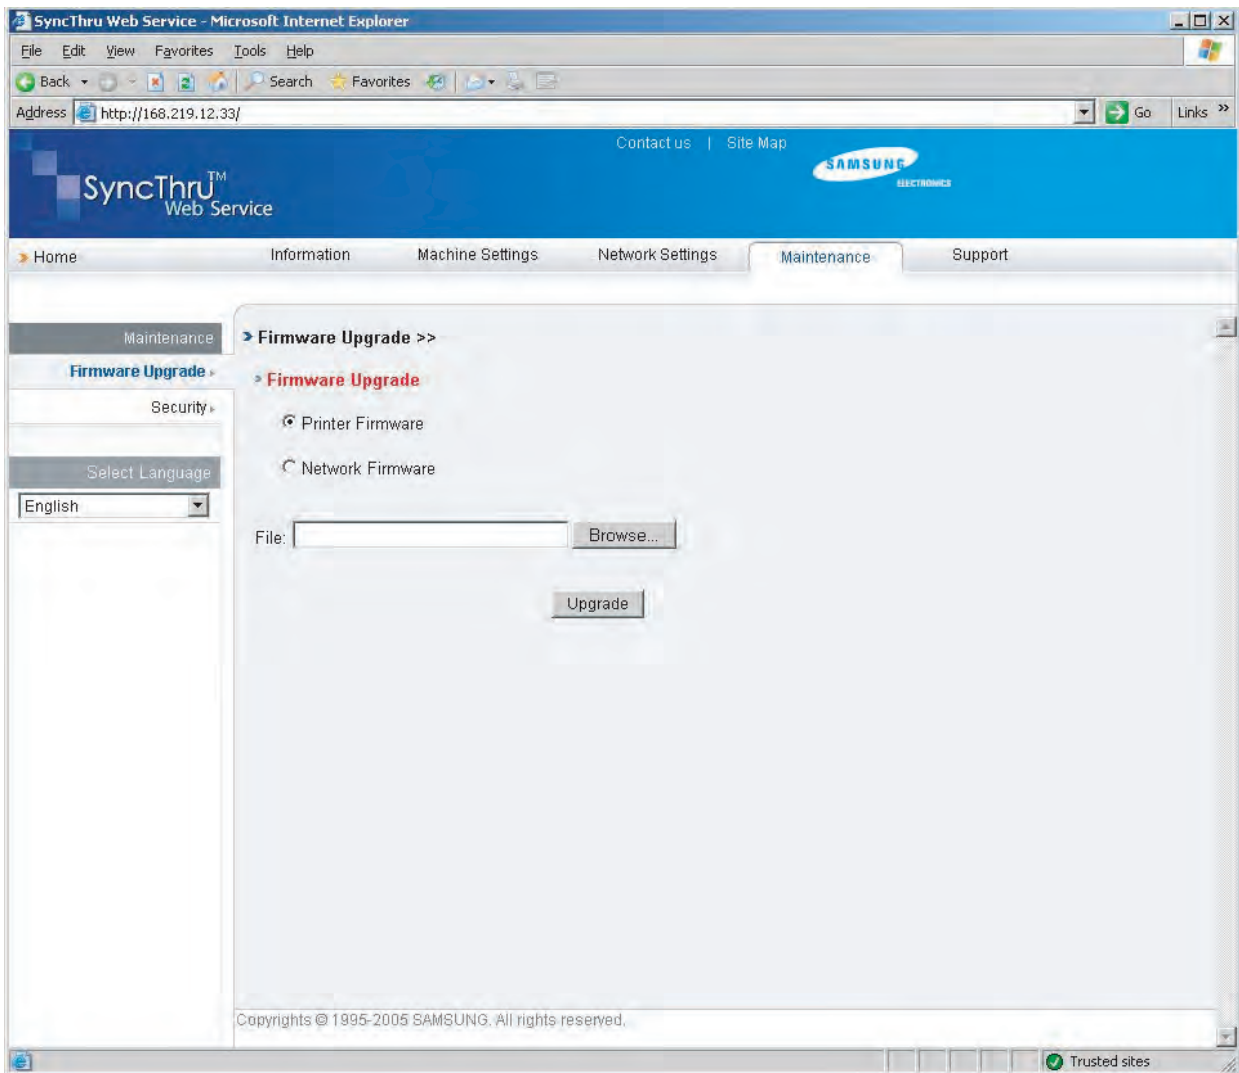 SyncThru Web Service - Microsoft Internet Explorer
File Edit View Favorites Tools Help
Back Search Favorites
Address http://168.219.12.33/ Go Links »
Contact us | Site Map
SAMSUNG
ELECTRONICS
SyncThru™
Web Service
Home Information Machine Settings Network Settings Maintenance Support
Maintenance
Firmware Upgrade
Security
Select Language
English
Firmware Upgrade >>
Firmware Upgrade
Printer Firmware
Network Firmware
File: Browse...
Upgrade
Copyrights © 1995-2005 SAMSUNG. All rights reserved.
Trusted sites